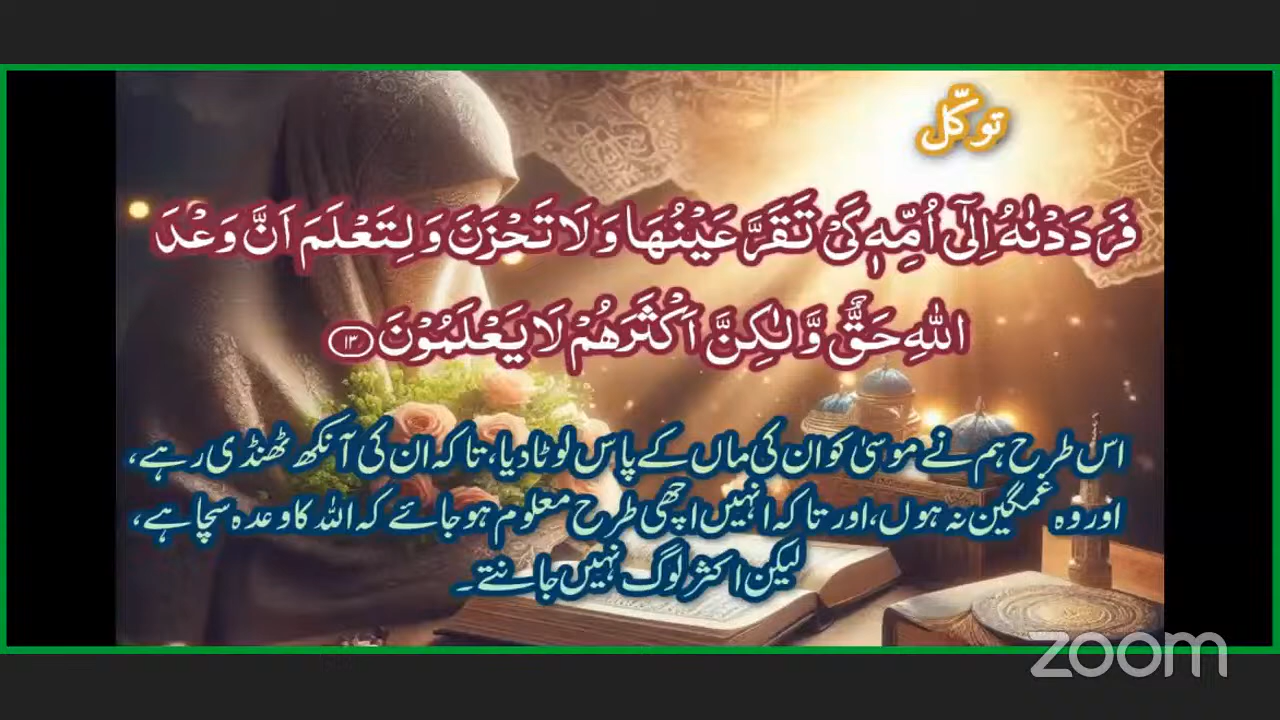 توکّل
فَرَدَدْنٰهُ اِلٰۤى اُمِّهٖ كَىْ تَقَرَّ عَيْنُهَا وَلَا تَحْزَنَ وَلِتَعْلَمَ اَنَّ وَعْدَ
اللّٰهِ حَقٌّ وَّلٰـكِنَّ اَكْثَرَهُمْ لَا يَعْلَمُوْنَ ۱۳
اس طرح ہم نے موسیٰ کو ان کی ماں کے پاس لوٹا دیا، تاکہ ان کی آنکھ ٹھنڈی رہے،
اور وہ غمگین نہ ہوں، اور تاکہ انہیں اچھی طرح معلوم ہو جائے کہ اللہ کا وعدہ سچا ہے،
لیکن اکثر لوگ نہیں جانتے۔
zoom